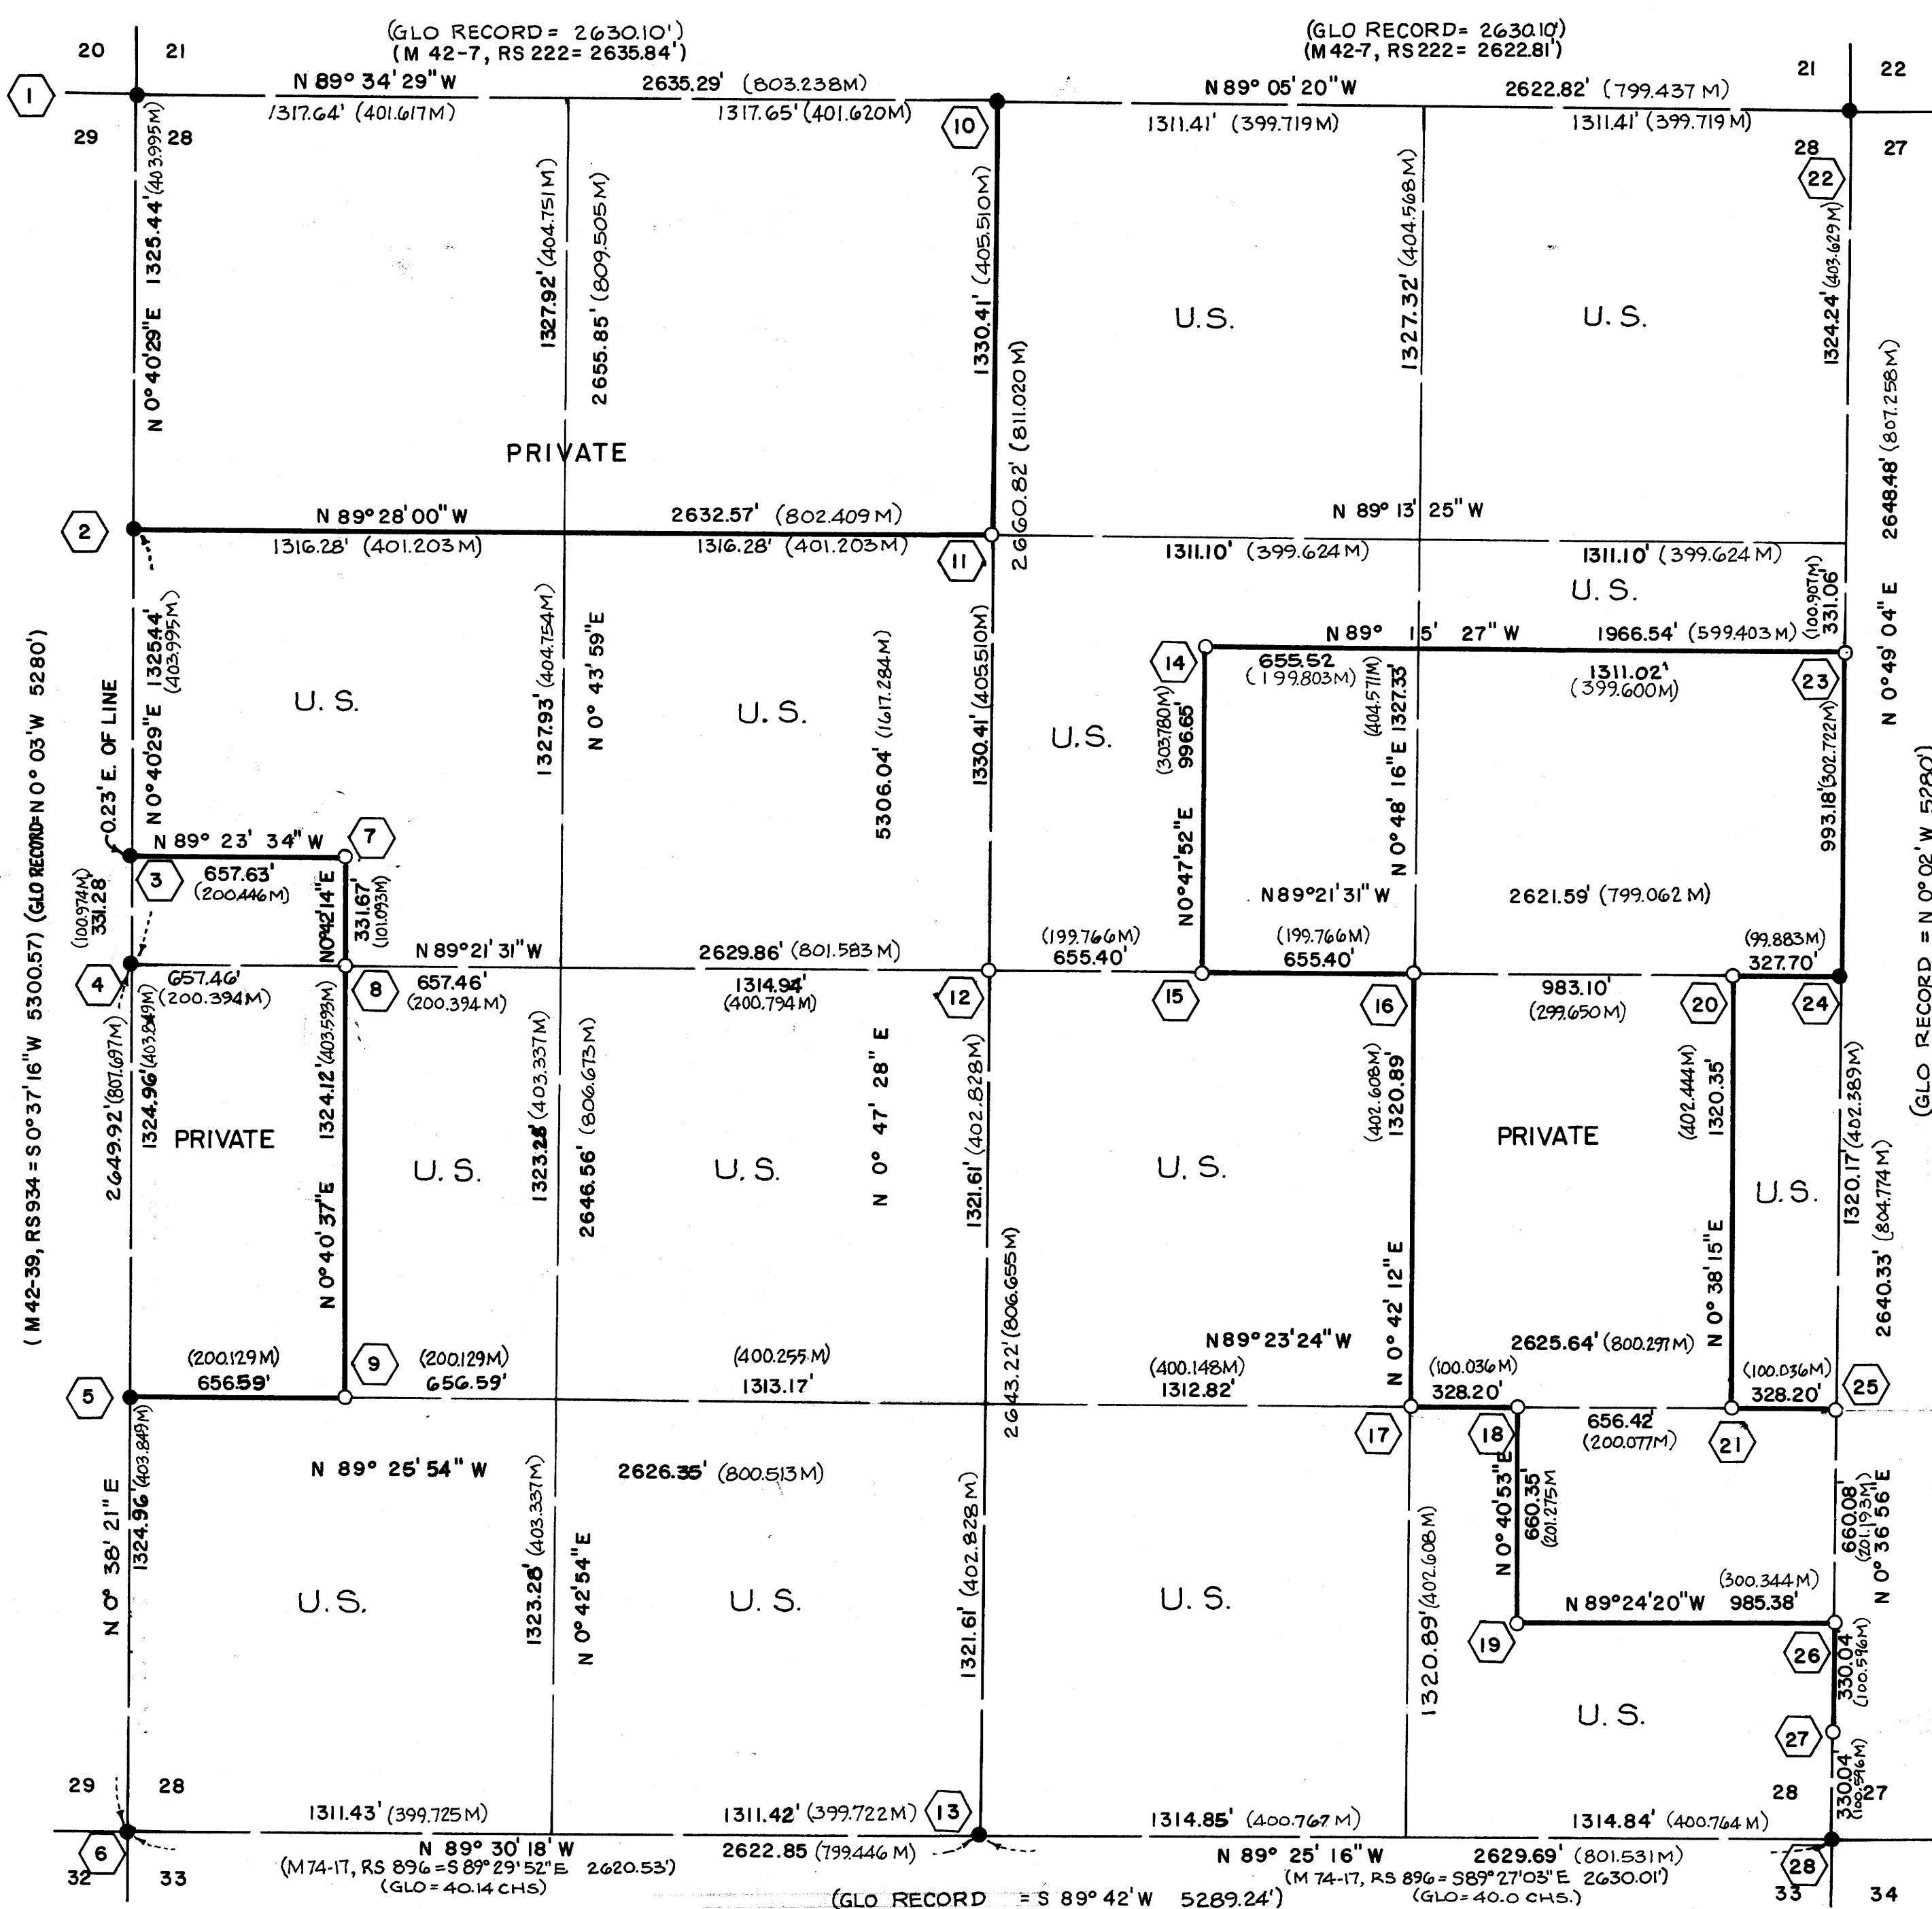 (GLO RECORD = 2630.10')
(M 42-7, RS 222 = 2635.84')
(GLO RECORD= 2630.10')
(M 42-7, RS 222= 2622.81')
20 21
21 22
1
N 89° 34' 29" W 2635.29' (803.238M)
1317.64' (401.617M) 1317.65' (401.620M)
10
N 89° 05' 20" W 2622.82' (799.437 M)
1311.41' (399.719M) 1311.41' (399.719M)
29 28
28 27
22
N 0° 40' 29" E 1325.44' (403.995M)
1327.92' (404.751M)
2655.85' (809.505M)
1330.41' (405.510M)
2660.82' (811.020M)
1327.32' (404.568M)
1324.24' (403.629M)
2648.48' (807.258M)
N 0° 49' 04" E
U.S.
U.S.
PRIVATE
2
N 89° 28' 00" W 2632.57' (802.409M)
1316.28' (401.203M) 1316.28' (401.203M)
11
N 89° 13' 25" W
1311.10' (399.624M) 1311.10' (399.624M)
U.S.
(100.907M)
331.06'
(M 42-39, RS 934 = S 0° 37' 16" W 5300.57) (GLO RECORD= N 0° 03' W 5280')
0.23' E. OF LINE
N 0° 40' 29" E 1325.44'
(403.995M)
1327.93' (404.754M)
N 0° 43' 59" E
5306.04' (1617.284M)
1330.41' (405.510M)
U.S.
U.S.
U.S.
14
N 89° 15' 27" W 1966.54' (599.403M)
655.52
(199.803M)
1311.02'
(399.600M)
23
(303.780M)
996.65'
N 0° 47' 52" E
(404.571M)
N 0° 48' 16" E 1327.33'
993.18' (302.722M)
(GLO RECORD = N 0° 02' W 5280')
3
N 89° 23' 34" W
7
657.63'
(200.446M)
(100.974M)
331.28'
N 0° 42' 14" E
331.67'
(101.093M)
N 89° 21' 31" W 2629.86' (801.583M)
N 89° 21' 31" W 2621.59' (799.062 M)
(199.766M)
655.40'
(199.766M)
655.40'
(99.883M)
327.70'
4
657.46'
(200.394M)
8
657.46'
(200.394M)
1314.94'
(400.794M)
12
15
16
983.10'
(299.650M)
20
24
2649.92' (807.697M)
1324.96' (403.849M)
1324.12' (403.593M)
N 0° 40' 37" E
1323.28' (403.337M)
2646.56' (806.673M)
N 0° 47' 28" E
1321.61' (402.828M)
2643.22' (806.655M)
(402.608M)
1320.89'
N 0° 42' 12" E
(402.444M)
1320.35'
N 0° 38' 15" E
1320.17' (402.389M)
2640.33' (804.774M)
PRIVATE
U.S.
U.S.
U.S.
PRIVATE
U.S.
N 89° 23' 24" W 2625.64' (800.297M)
5
(200.129M)
656.59'
9
(200.129M)
656.59'
(400.255M)
1313.17'
(400.148M)
1312.82'
(100.036M)
328.20'
(100.036M)
328.20'
25
17
18
656.42'
(200.077M)
21
N 89° 25' 54" W 2626.35' (800.513M)
N 0° 38' 21" E
1324.96' (403.849M)
1323.28' (403.337M)
N 0° 42' 54" E
1321.61' (402.828M)
1320.89' (402.608M)
N 0° 40' 53" E
660.35'
(201.275M
660.08'
(201.193M)
N 0° 36' 56" E
U.S.
U.S.
U.S.
(300.344M)
N 89° 24' 20" W 985.38'
19
26
330.04
(100.596M)
U.S.
27
330.04'
(100.596M)
29 28
28 27
1311.43' (399.725M) 1311.42' (399.722M)
13
1314.85' (400.767M) 1314.84' (400.764M)
6
N 89° 30' 18" W 2622.85 (799.446M)
(M 74-17, RS 896 = S 89° 29' 52" E 2620.53')
(GLO = 40.14 CHS)
N 89° 25' 16" W 2629.69' (801.531M)
(M 74-17, RS 896 = S89° 27' 03" E 2630.01')
(GLO = 40.0 CHS.)
28
32 33
33 34
(GLO RECORD = S 89° 42' W 5289.24')